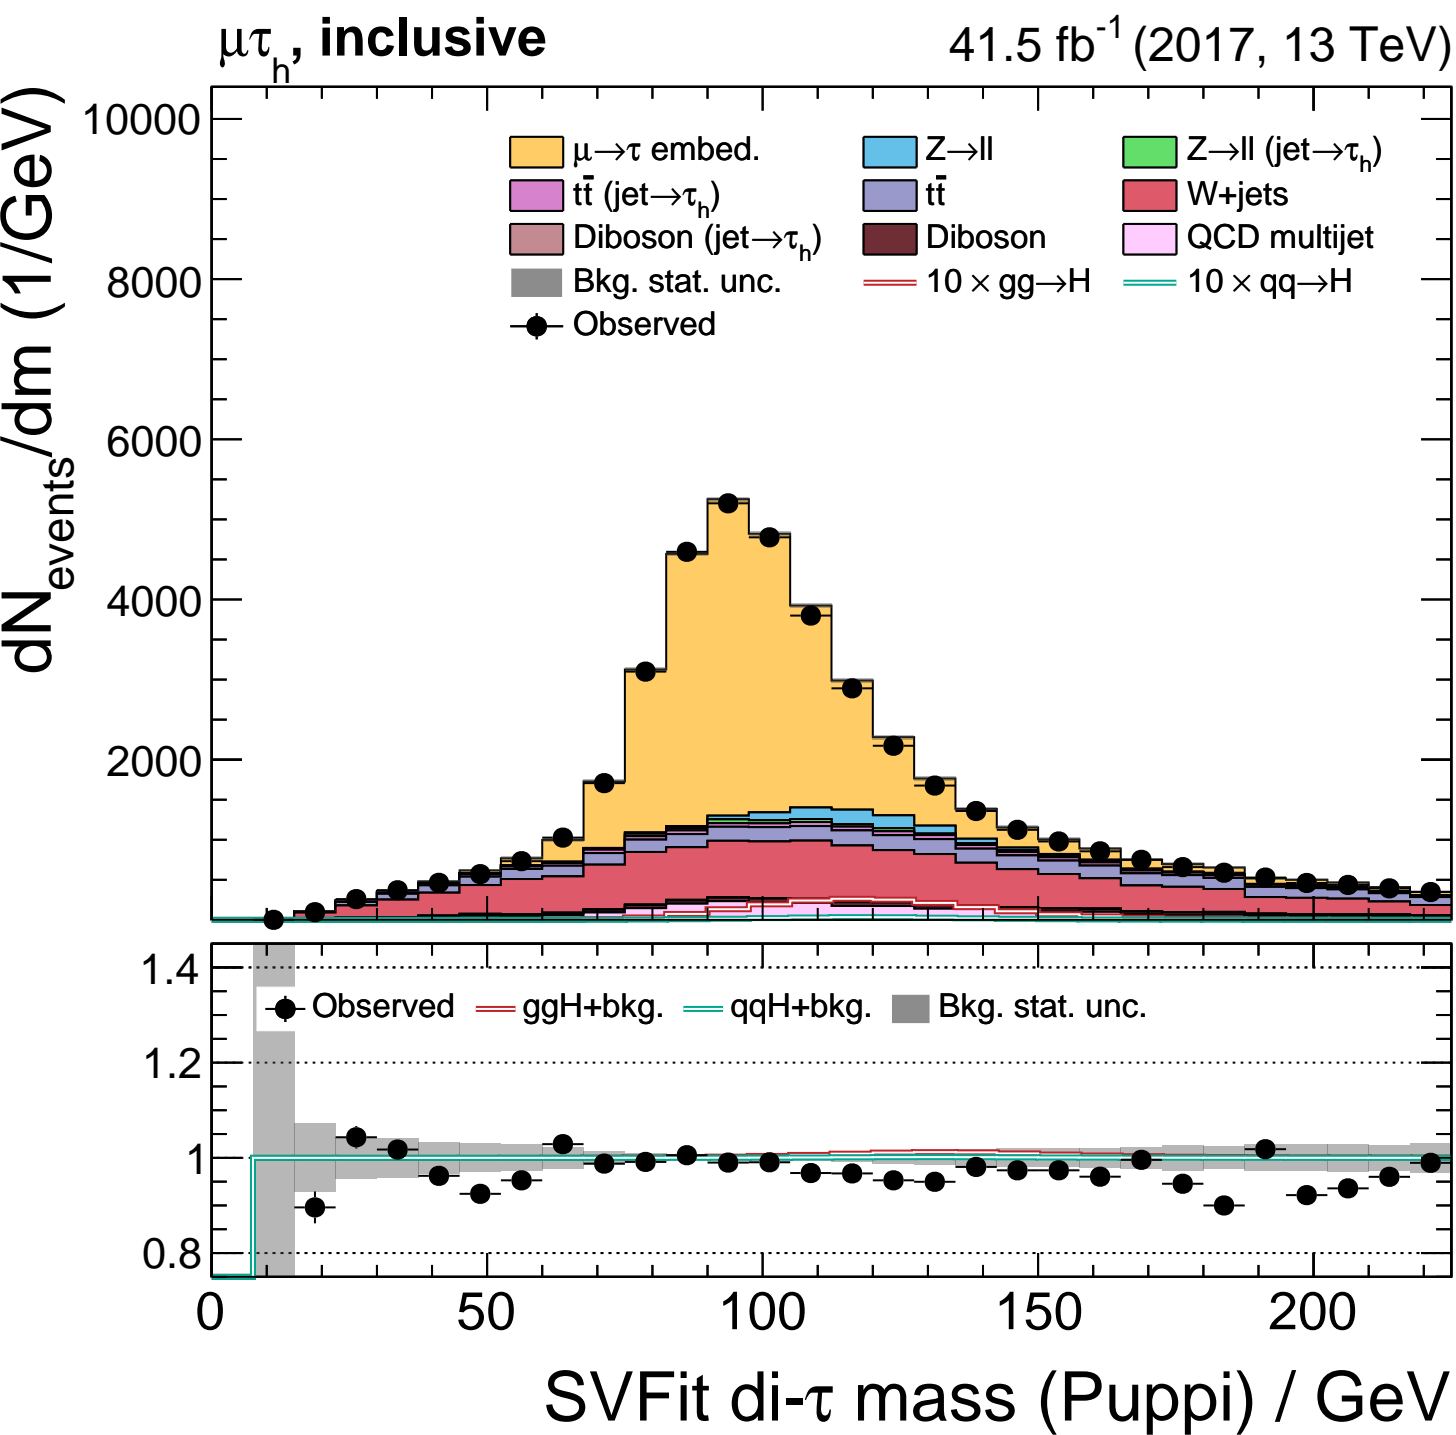 μτh, inclusive 41.5 fb-1 (2017, 13 TeV)
dNevents/dm (1/GeV)
10000
8000
6000
4000
2000
μ→τ embed. Z→ll Z→ll (jet→τh)
tt̄ (jet→τh) tt̄ W+jets
Diboson (jet→τh) Diboson QCD multijet
Bkg. stat. unc. 10 × gg→H 10 × qq→H
Observed
1.4
1.2
1
0.8
Observed ggH+bkg. qqH+bkg. Bkg. stat. unc.
0 50 100 150 200
SVFit di-τ mass (Puppi) / GeV